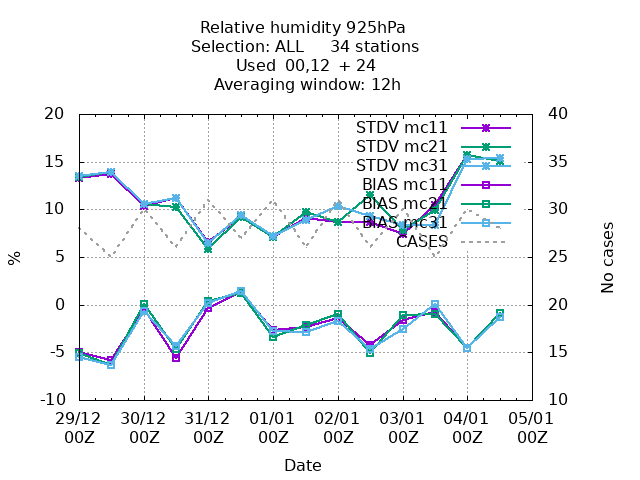 Relative humidity 925hPa
Selection: ALL 34 stations
Used 00,12 + 24
Averaging window: 12h
20
15
10
5
0
-5
-10
%
40
35
30
25
20
15
10
No cases
STDV mc11
STDV mc21
STDV mc31
BIAS mc11
BIAS mc21
BIAS mc31
CASES
29/12 30/12 31/12 01/01 02/01 03/01 04/01 05/01
00Z 00Z 00Z 00Z 00Z 00Z 00Z 00Z
Date